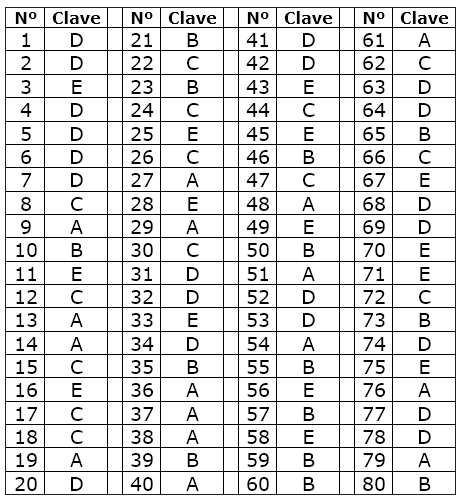 Nº Clave Nº Clave Nº Clave Nº Clave
1 D 21 B 41 D 61 A
2 D 22 C 42 D 62 C
3 E 23 B 43 E 63 D
4 D 24 C 44 C 64 D
5 D 25 E 45 E 65 B
6 D 26 C 46 B 66 C
7 D 27 A 47 C 67 E
8 C 28 E 48 A 68 D
9 A 29 A 49 E 69 D
10 B 30 C 50 B 70 E
11 E 31 D 51 A 71 E
12 C 32 D 52 D 72 C
13 A 33 E 53 D 73 B
14 A 34 D 54 A 74 D
15 C 35 B 55 B 75 E
16 E 36 A 56 E 76 A
17 C 37 A 57 B 77 D
18 C 38 A 58 E 78 D
19 A 39 B 59 B 79 A
20 D 40 A 60 B 80 B